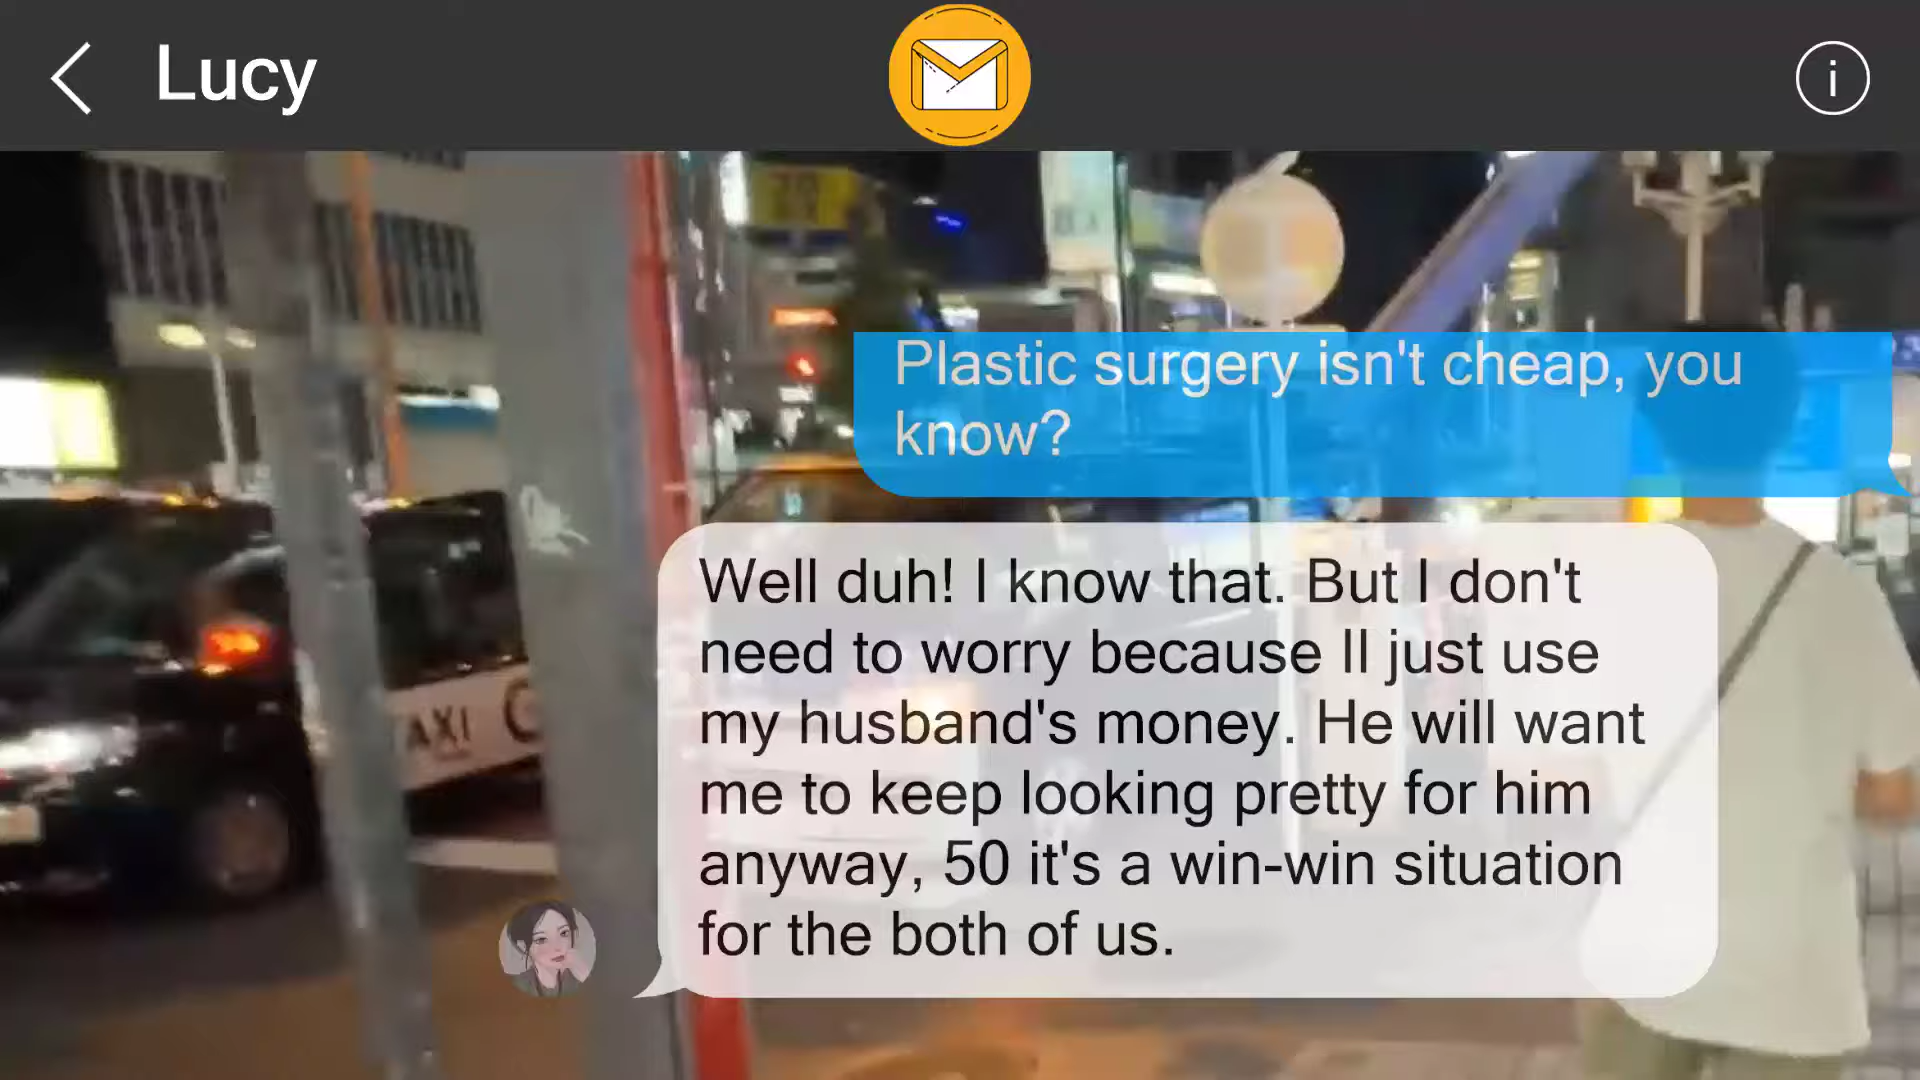 Lucy
Plastic surgery isn't cheap, you
know?
Well duh! I know that. But I don't
need to worry because II just use
my husband's money. He will want
me to keep looking pretty for him
anyway, 50 it's a win-win situation
for the both of us.
TAXI